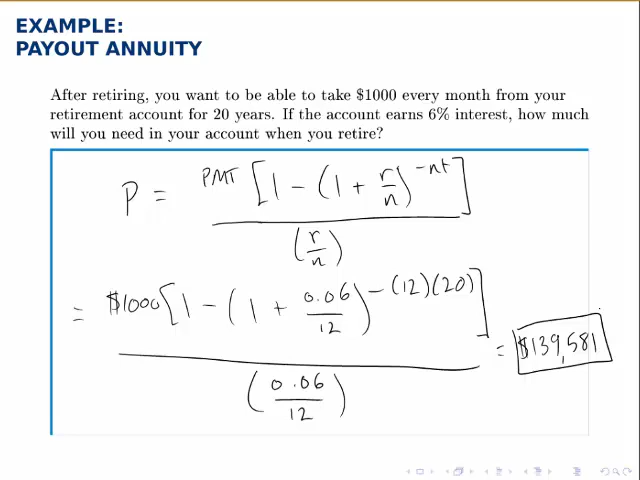 EXAMPLE:
PAYOUT ANNUITY
After retiring, you want to be able to take $1000 every month from your
retirement account for 20 years. If the account earns 6% interest, how much
will you need in your account when you retire?
P = PMT [1 - (1 + r/n)^-nt] / (r/n)
= $1000 [1 - (1 + 0.06/12)^-(12)(20)] / (0.06/12) = $139,581